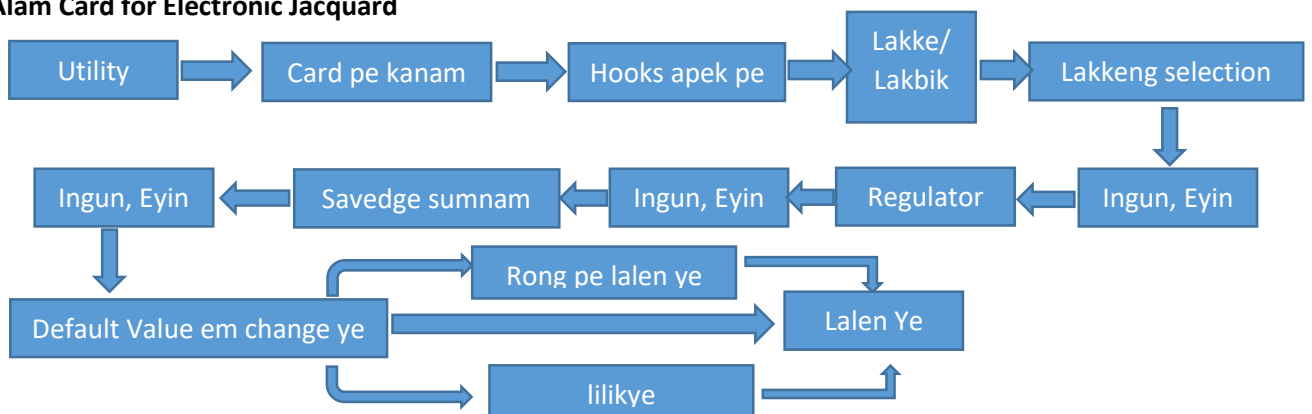 Alam Card for Electronic Jacquard
Utility
Card pe kanam
Hooks apek pe
Lakke/
Lakbik
Lakkeng selection
Ingun, Eyin
Regulator
Ingun, Eyin
Savedge sumnam
Ingun, Eyin
Default Value em change ye
Rong pe lalen ye
lilikye
Lalen Ye